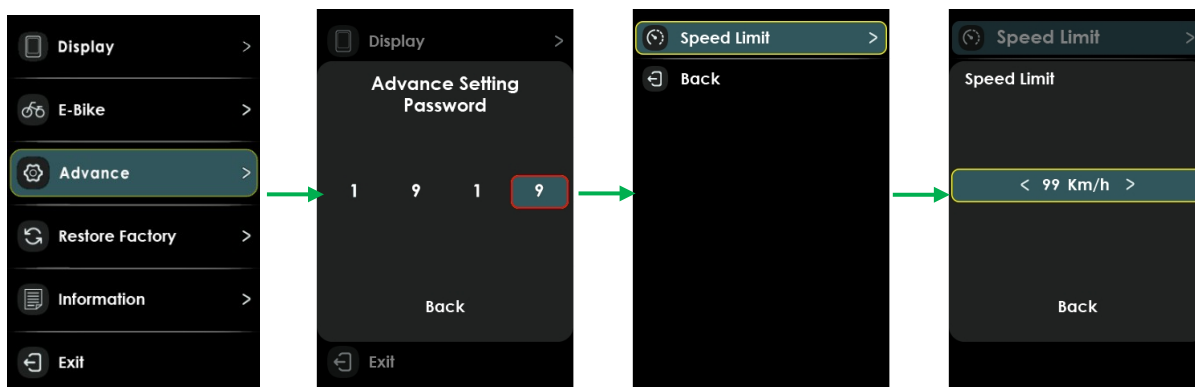 Display >
E-Bike >
Advance >
Restore Factory >
Information >
Exit
Display >
Advance Setting
Password
1 9 1 9
Back
Exit
Speed Limit >
Back
Speed Limit >
Speed Limit
< 99 Km/h >
Back